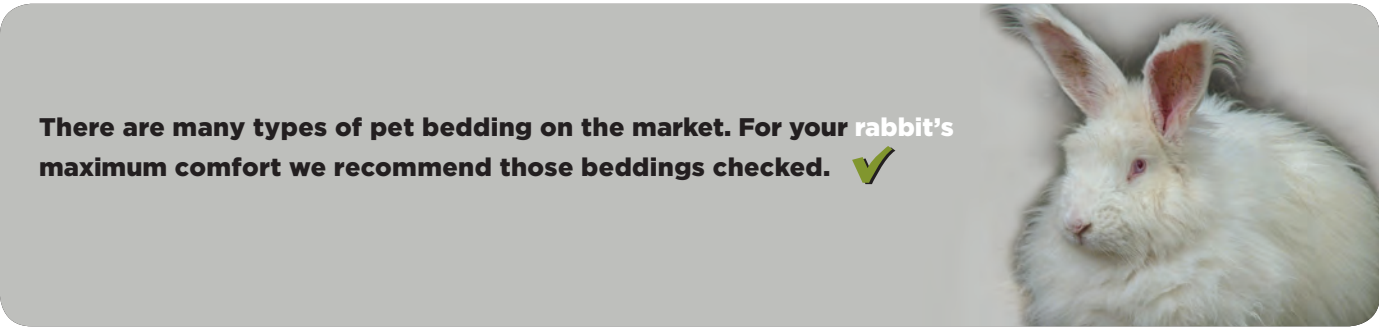 There are many types of pet bedding on the market. For your rabbit’s
maximum comfort we recommend those beddings checked.